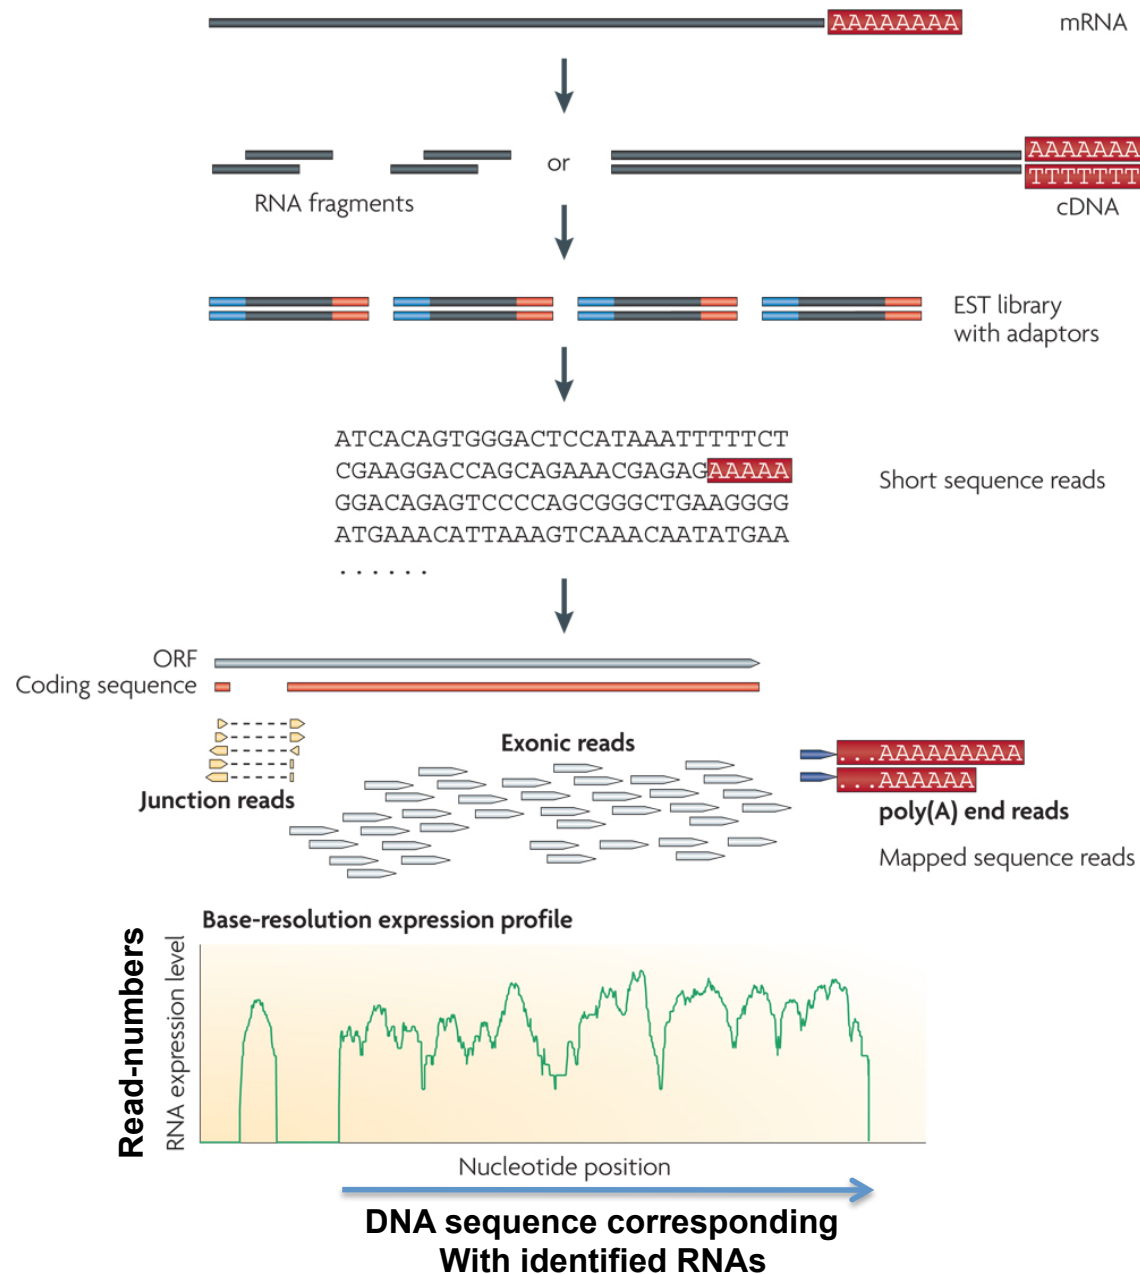 AAAAAAAA
mRNA
or
AAAAAAA
TTTTTTT
RNA fragments
cDNA
EST library
with adaptors
ATCACAGTGGGACTCCATAAATTTTTCT
CGAAGGACCAGCAGAAACGAGAGAAAAA
Short sequence reads
GGACAGAGTCCCCAGCGGGCTGAAGGGG
ATGAAACATTAAAGTCAAACAATATGAA
......
ORF
Coding sequence
Exonic reads
...AAAAAAAAA
...AAAAAA
Junction reads
poly(A) end reads
Mapped sequence reads
Base-resolution expression profile
Read-numbers
RNA expression level
Nucleotide position
DNA sequence corresponding
With identified RNAs